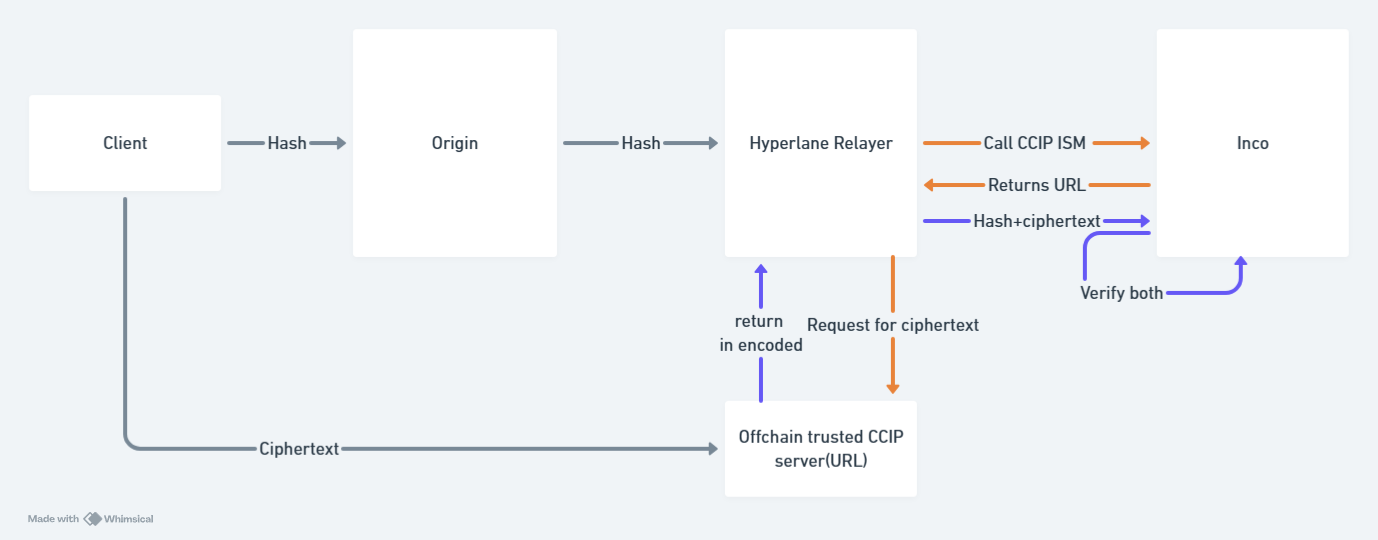 Client
Hash
Origin
Hash
Hyperlane Relayer
Call CCIP ISM
Inco
Returns URL
Hash+ciphertext
Verify both
return
in encoded
Request for ciphertext
Ciphertext
Offchain trusted CCIP
server(URL)
Made with Whimsical